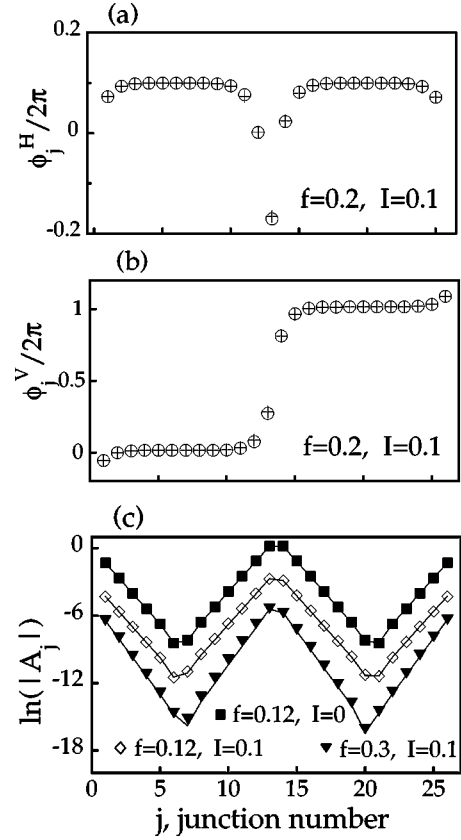 (a)
0.2
0
-0.2
ϕ_j^H/2π
f=0.2, I=0.1
(b)
1
0.5
0
ϕ_j^V/2π
f=0.2, I=0.1
(c)
0
-6
-12
-18
ln(|A_j|)
f=0.12, I=0
f=0.12, I=0.1
f=0.3, I=0.1
0 5 10 15 20 25
j, junction number